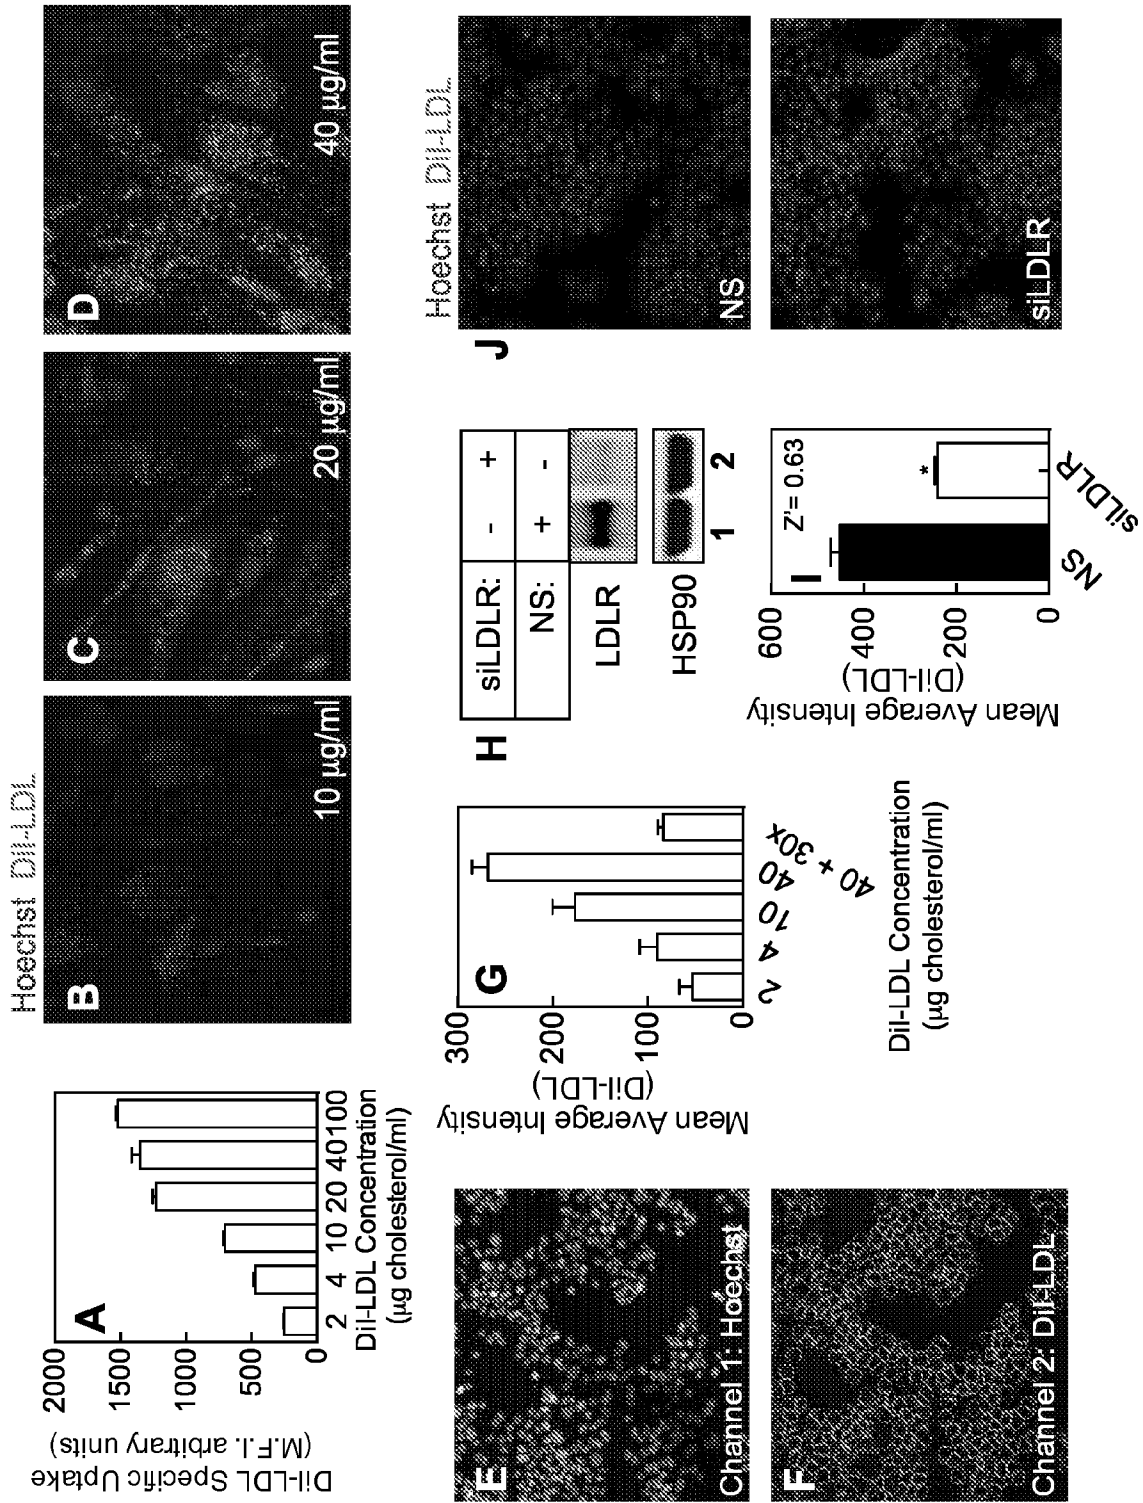 A
DiI-LDL Specific Uptake
(M.F.I. arbitrary units)
2000
1500
1000
500
0
2 4 10 20 40 100
DiI-LDL Concentration
(µg cholesterol/ml)
Hoechst DiI-LDL
B
10 µg/ml
C
20 µg/ml
D
40 µg/ml
E
Channel 1: Hoechst
F
Channel 2: DiI-LDL
G
Mean Average Intensity
(DiI-LDL)
300
200
100
0
2 4 10 40 40 + 30x
DiI-LDL Concentration
(µg cholesterol/ml)
H
siLDLR: - +
NS: + -
LDLR
HSP90
1 2
I
Z'= 0.63
Mean Average Intensity
(DiI-LDL)
600
400
200
0
*
NS siLDLR
J
Hoechst DiI-LDL
NS
siLDLR